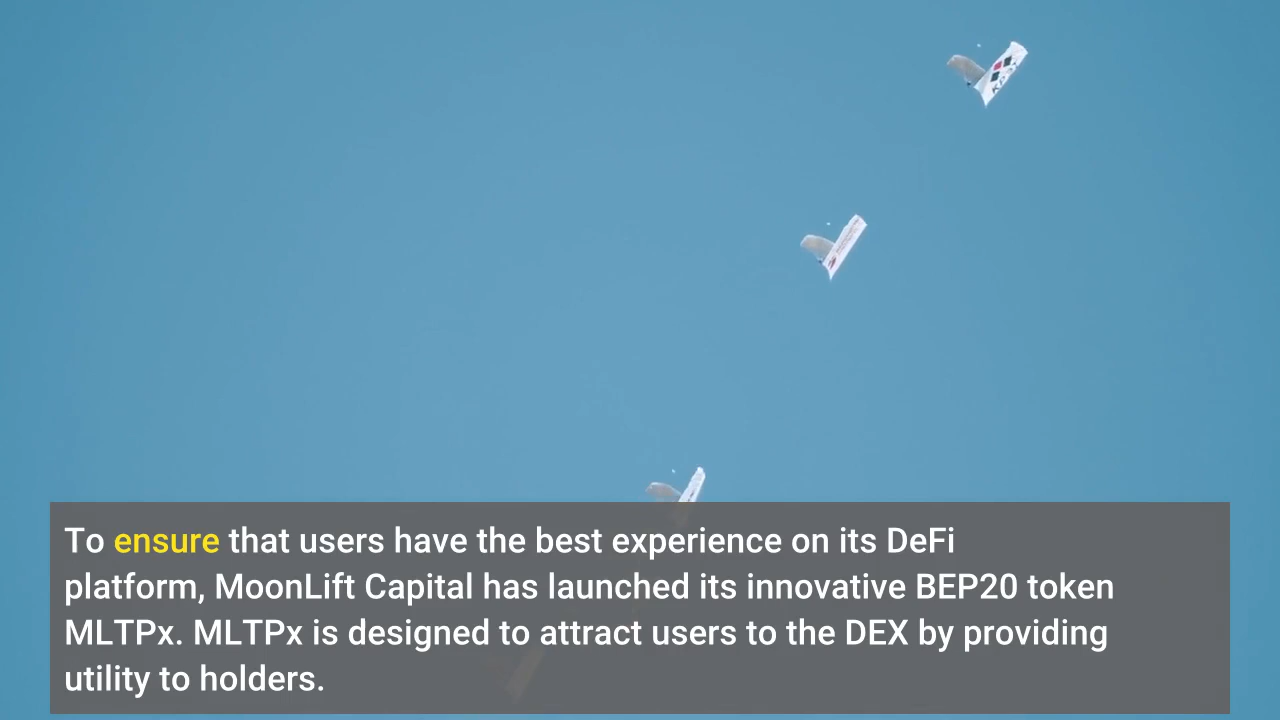 To ensure that users have the best experience on its DeFi
platform, MoonLift Capital has launched its innovative BEP20 token
MLTPx. MLTPx is designed to attract users to the DEX by providing
utility to holders.